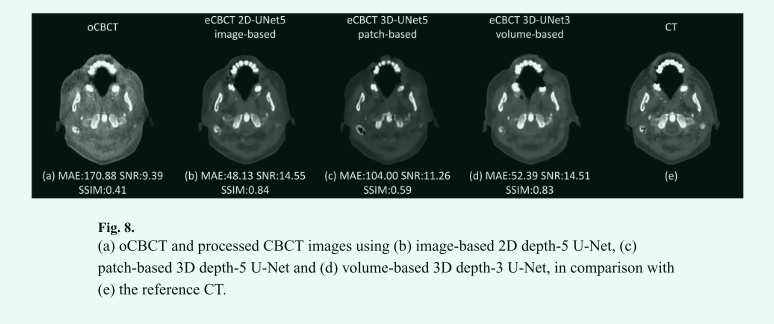 oCBCT
eCBCT 2D-UNet5
image-based
eCBCT 3D-UNet5
patch-based
eCBCT 3D-UNet3
volume-based
CT
(a) MAE:170.88 SNR:9.39
SSIM:0.41
(b) MAE:48.13 SNR:14.55
SSIM:0.84
(c) MAE:104.00 SNR:11.26
SSIM:0.59
(d) MAE:52.39 SNR:14.51
SSIM:0.83
(e)
Fig. 8.
(a) oCBCT and processed CBCT images using (b) image-based 2D depth-5 U-Net, (c)
patch-based 3D depth-5 U-Net and (d) volume-based 3D depth-3 U-Net, in comparison with
(e) the reference CT.